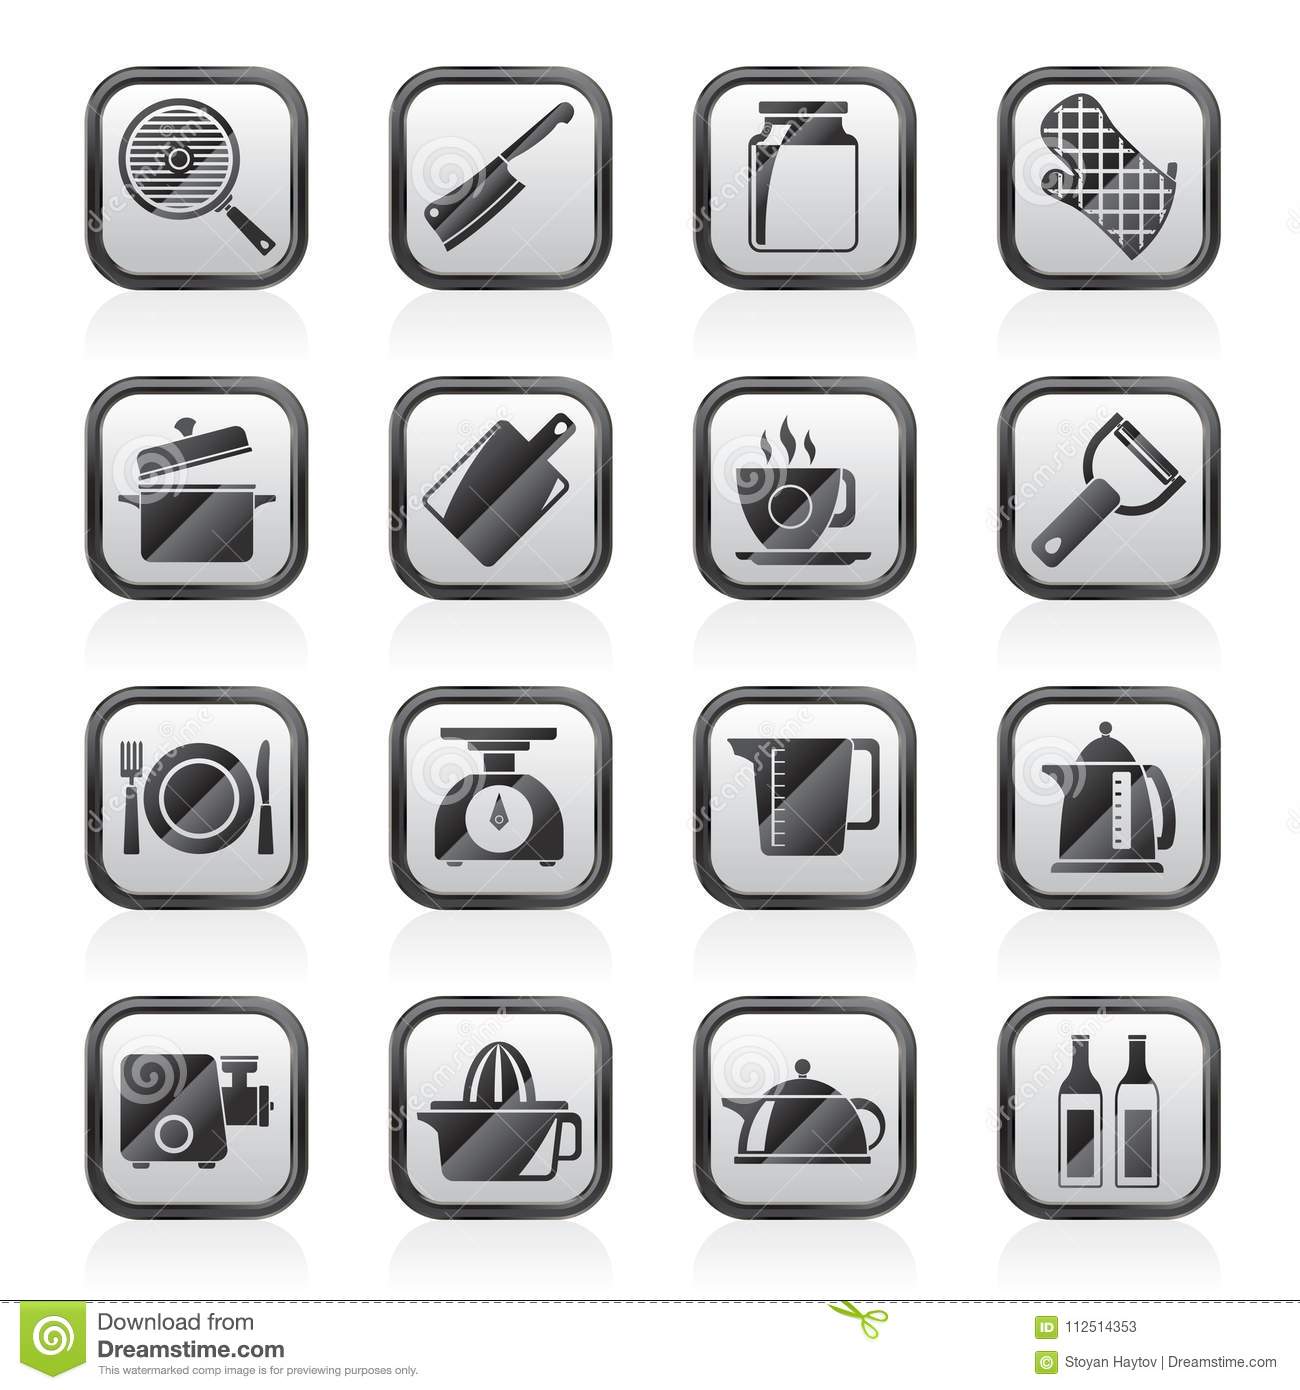 Download from
Dreamstime.com
This watermarked comp image is for previewing purposes only.
ID 112514353
© Stoyan Haytov | Dreamstime.com